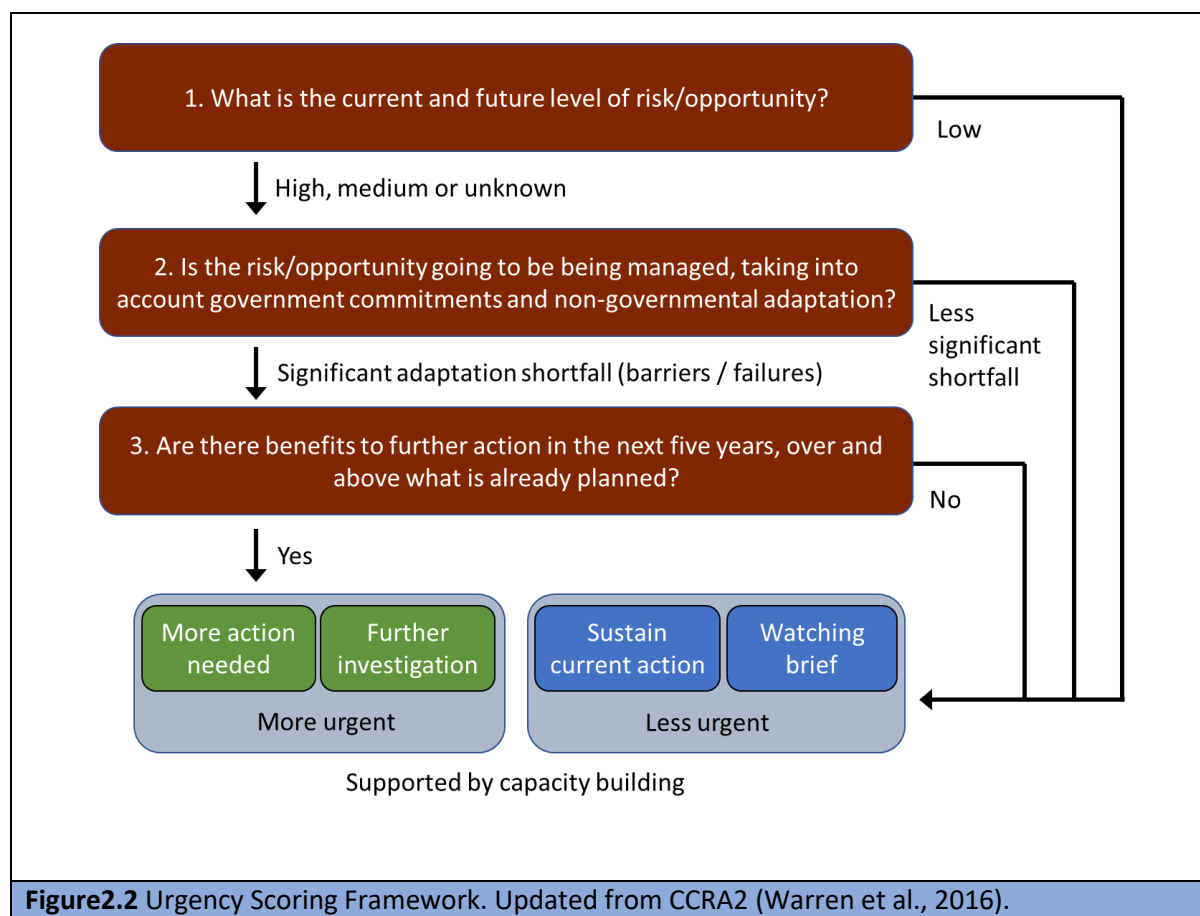 1. What is the current and future level of risk/opportunity?
Low
High, medium or unknown
2. Is the risk/opportunity going to be being managed, taking into
account government commitments and non-governmental adaptation?
Less
significant
shortfall
Significant adaptation shortfall (barriers / failures)
3. Are there benefits to further action in the next five years, over and
above what is already planned?
No
Yes
More action
needed
Further
investigation
More urgent
Sustain
current action
Watching
brief
Less urgent
Supported by capacity building
Figure2.2 Urgency Scoring Framework. Updated from CCRA2 (Warren et al., 2016).